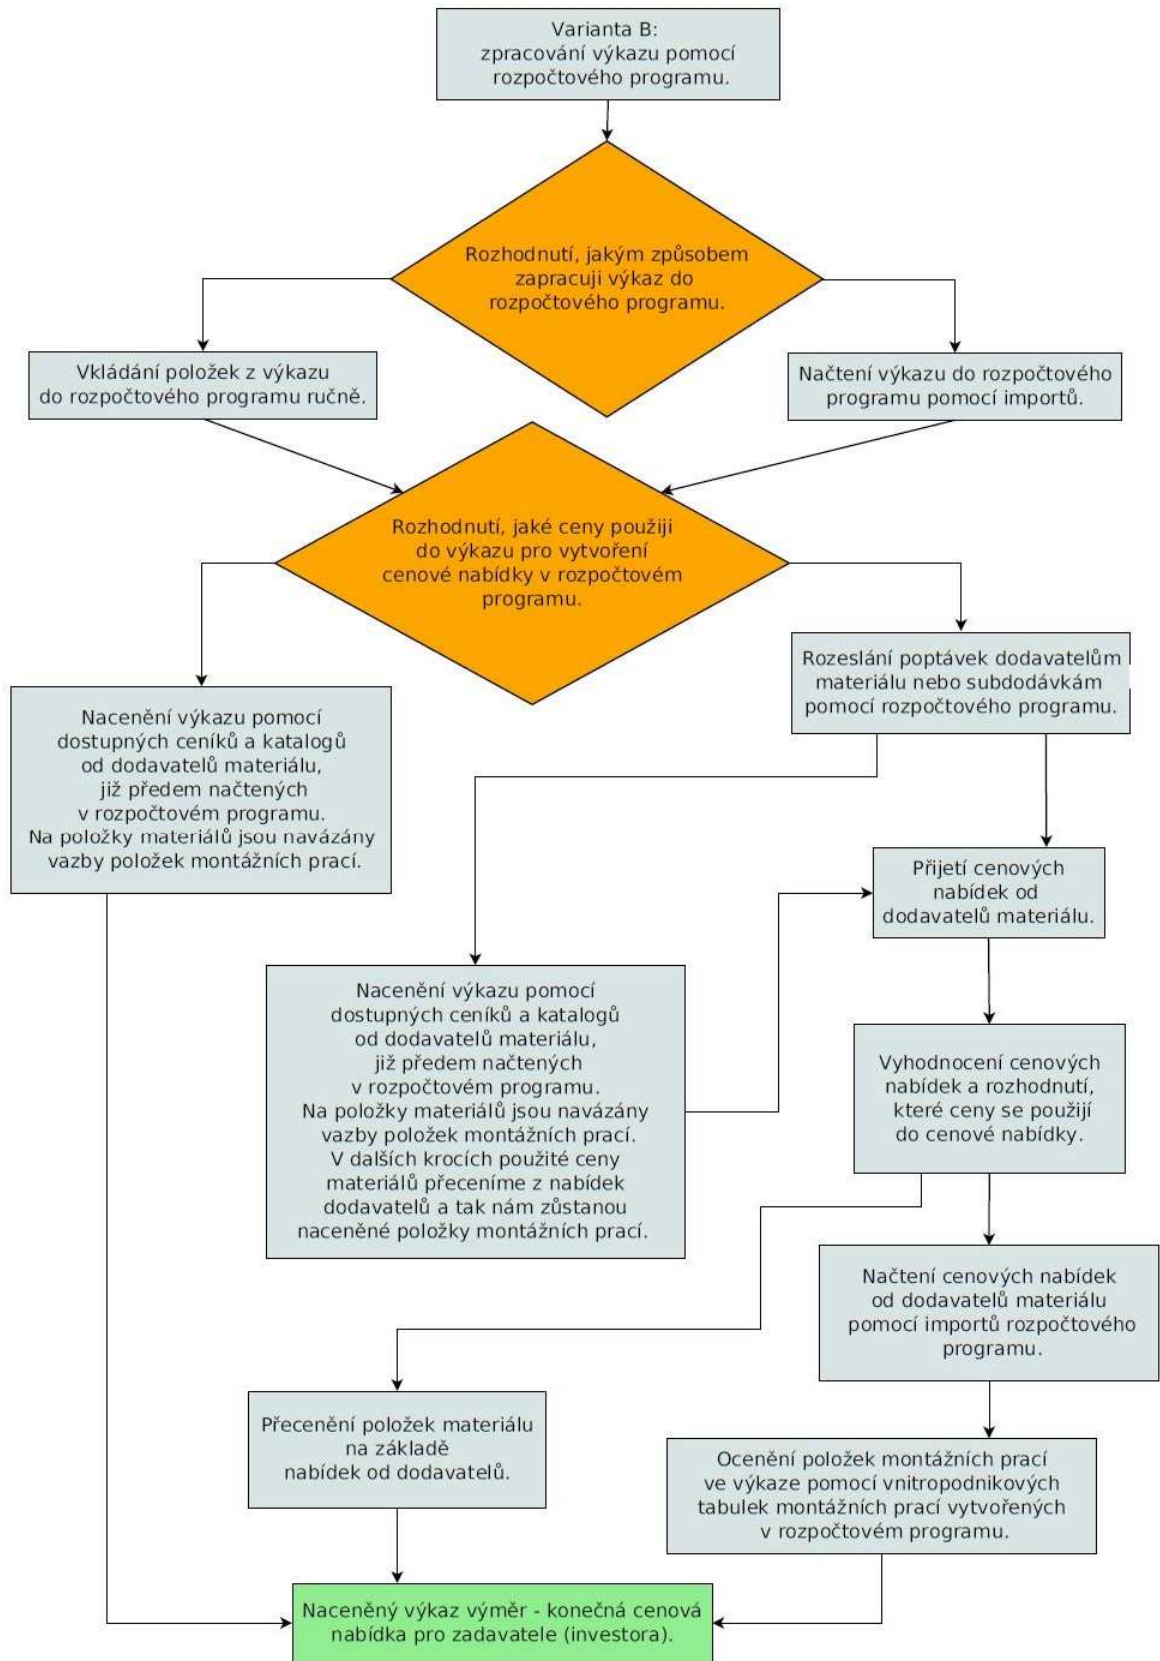 Varianta B:
zpracování výkazu pomocí
rozpočtového programu.
Rozhodnutí, jakým způsobem
zapracuji výkaz do
rozpočtového programu.
Vkládání položek z výkazu
do rozpočtového programu ručně.
Načtení výkazu do rozpočtového
programu pomocí importů.
Rozhodnutí, jaké ceny použiji
do výkazu pro vytvoření
cenové nabídky v rozpočtovém
programu.
Rozeslání poptávek dodavatelům
materiálu nebo subdodávkám
pomocí rozpočtového programu.
Nacenění výkazu pomocí
dostupných ceníků a katalogů
od dodavatelů materiálu,
již předem načtených
v rozpočtovém programu.
Na položky materiálů jsou navázány
vazby položek montážních prací.
Přijetí cenových
nabídek od
dodavatelů materiálu.
Nacenění výkazu pomocí
dostupných ceníků a katalogů
od dodavatelů materiálu,
již předem načtených
v rozpočtovém programu.
Na položky materiálů jsou navázány
vazby položek montážních prací.
V dalších krocích použité ceny
materiálů přeceníme z nabídek
dodavatelů a tak nám zůstanou
naceněné položky montážních prací.
Vyhodnocení cenových
nabídek a rozhodnutí,
které ceny se použijí
do cenové nabídky.
Načtení cenových nabídek
od dodavatelů materiálu
pomocí importů rozpočtového
programu.
Přecenění položek materiálu
na základě
nabídek od dodavatelů.
Ocenění položek montážních prací
ve výkaze pomocí vnitropodnikových
tabulek montážních prací vytvořených
v rozpočtovém programu.
Naceněný výkaz výměr - konečná cenová
nabídka pro zadavatele (investora).